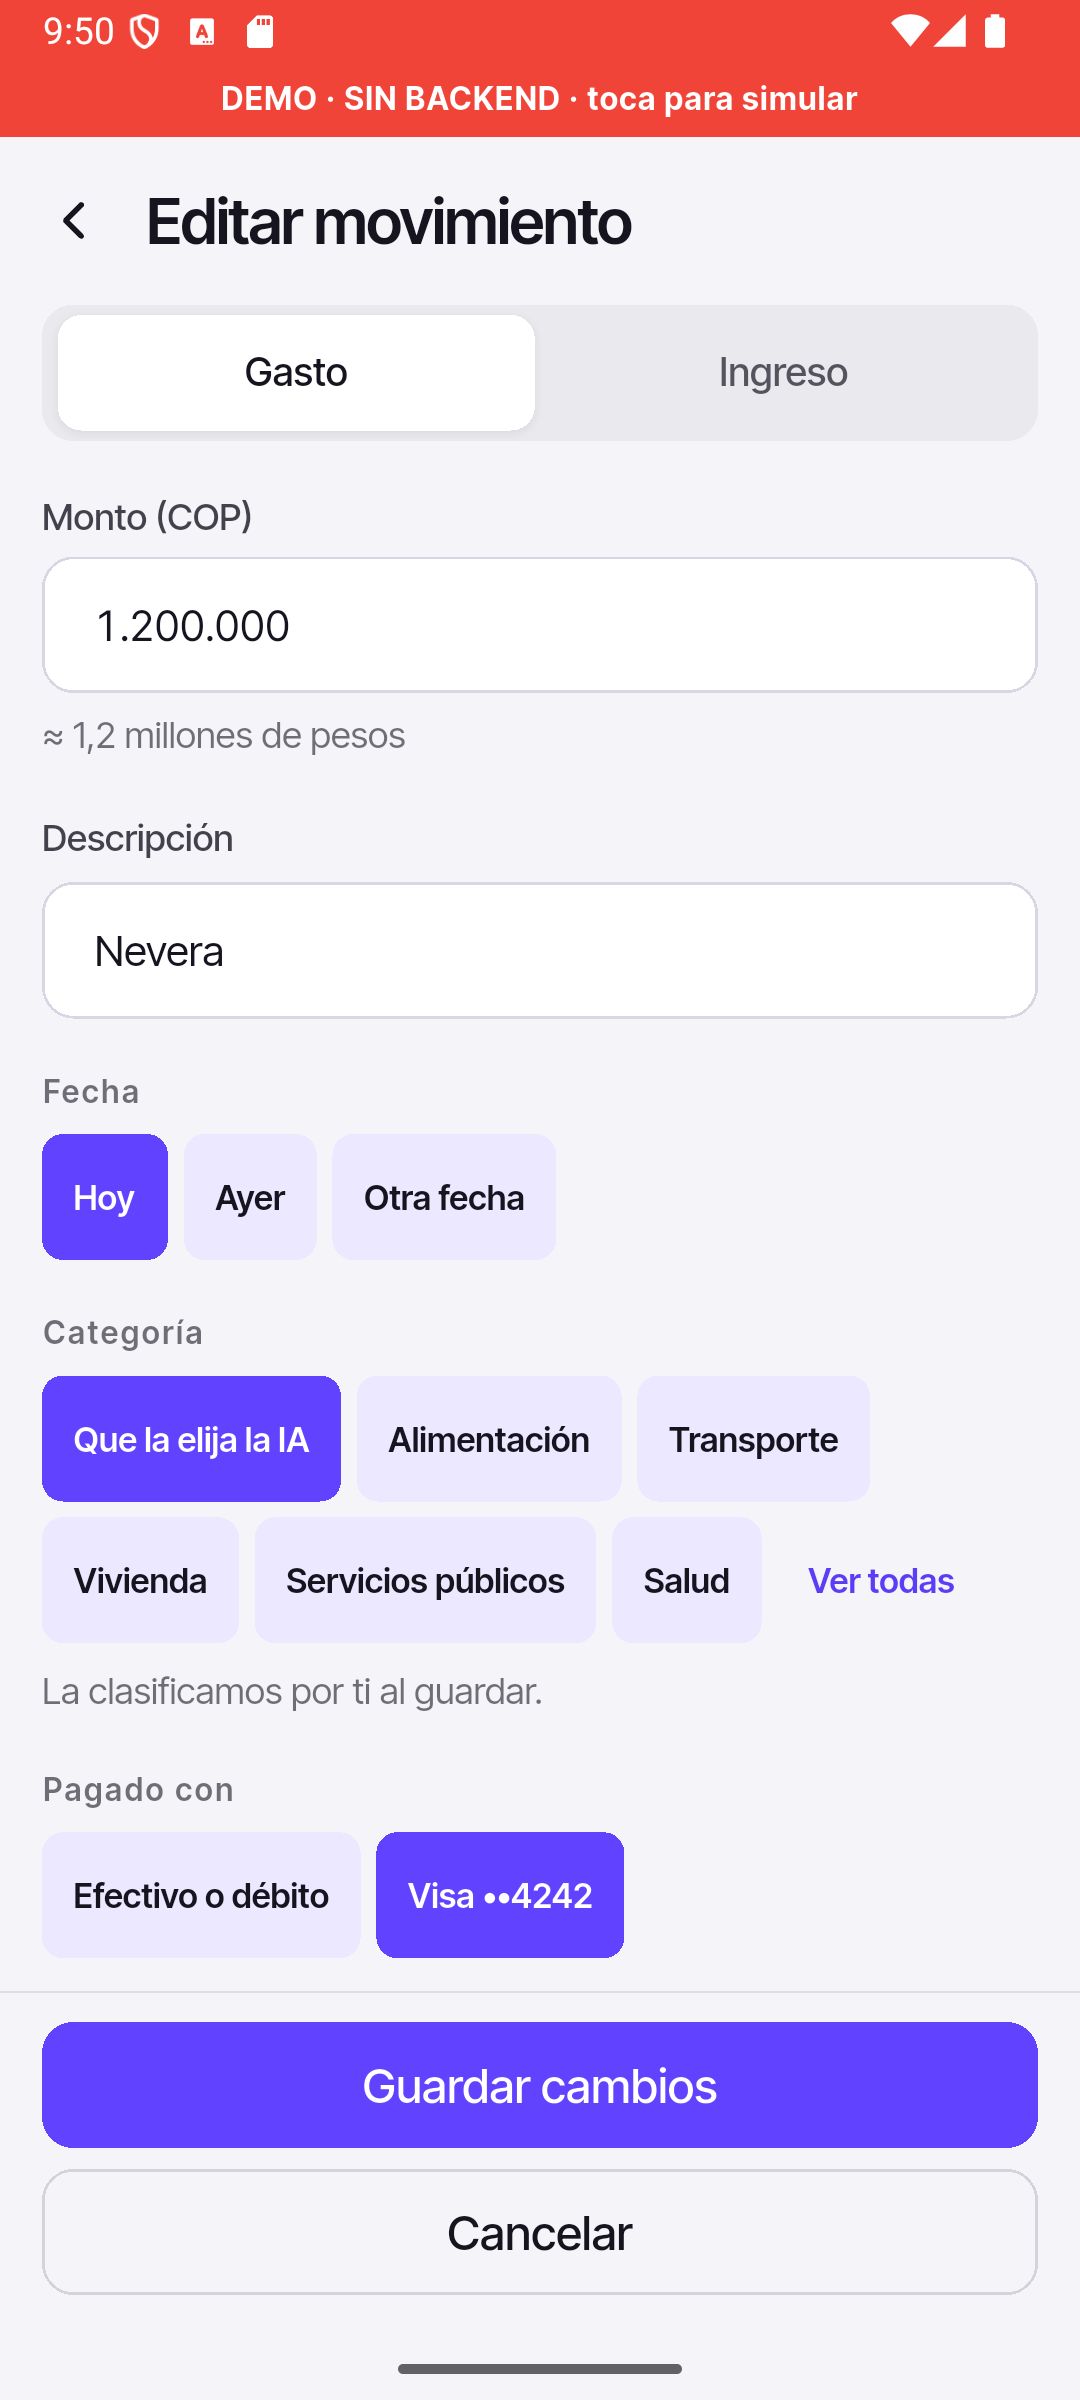 9:50
DEMO · SIN BACKEND · toca para simular
Editar movimiento
Gasto Ingreso
Monto (COP)
1.200.000
≈ 1,2 millones de pesos
Descripción
Nevera
Fecha
Hoy Ayer Otra fecha
Categoría
Que la elija la IA Alimentación Transporte
Vivienda Servicios públicos Salud Ver todas
La clasificamos por ti al guardar.
Pagado con
Efectivo o débito Visa ••4242
Guardar cambios
Cancelar